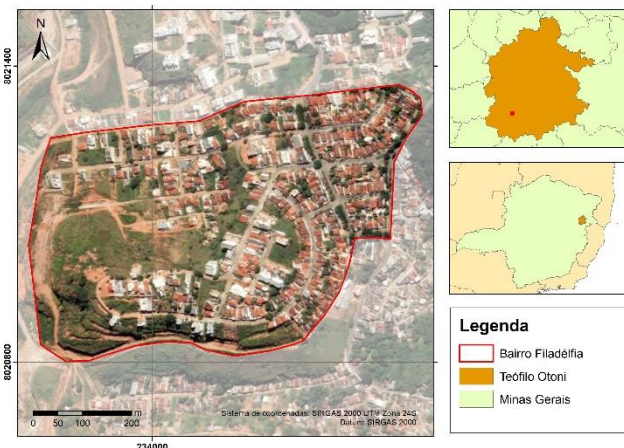 N
8021400
8020800
0 50 100 200
m
Sistema de coordenadas: SIRGAS 2000 UTM Zona 24S
Datum: SIRGAS 2000
234000
Legenda
Bairro Filadélfia
Teófilo Otoni
Minas Gerais